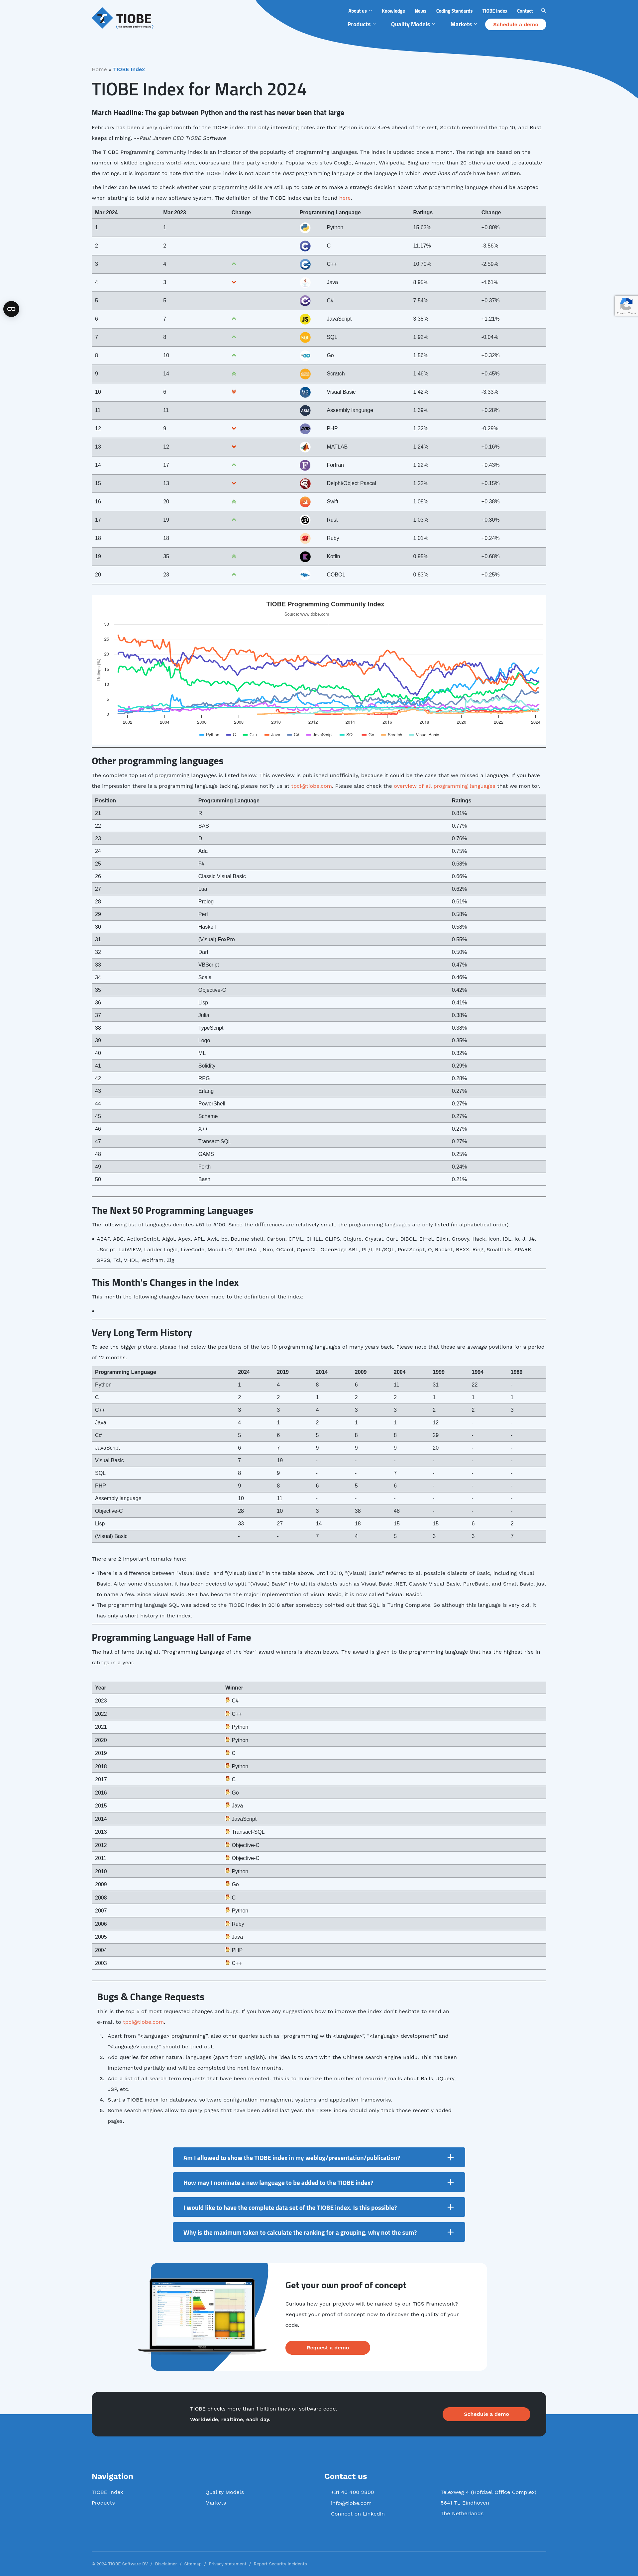 TIOBE
(the software quality company)
About us
Knowledge
News
Coding Standards
TIOBE Index
Contact
Products
Quality Models
Markets
Schedule a demo
Home » TIOBE Index
TIOBE Index for March 2024
March Headline: The gap between Python and the rest has never been that large
February has been a very quiet month for the TIOBE index. The only interesting notes are that Python is now 4.5% ahead of the rest, Scratch reentered the top 10, and Rust
keeps climbing. --Paul Jansen CEO TIOBE Software
The TIOBE Programming Community index is an indicator of the popularity of programming languages. The index is updated once a month. The ratings are based on the
number of skilled engineers world-wide, courses and third party vendors. Popular web sites Google, Amazon, Wikipedia, Bing and more than 20 others are used to calculate
the ratings. It is important to note that the TIOBE index is not about the best programming language or the language in which most lines of code have been written.
The index can be used to check whether your programming skills are still up to date or to make a strategic decision about what programming language should be adopted
when starting to build a new software system. The definition of the TIOBE index can be found here.
Mar 2024 Mar 2023 Change Programming Language Ratings Change
1 1 Python 15.63% +0.80%
2 2 C 11.17% -3.56%
3 4 C++ 10.70% -2.59%
4 3 Java 8.95% -4.61%
5 5 C# 7.54% +0.37%
6 7 JavaScript 3.38% +1.21%
7 8 SQL 1.92% -0.04%
8 10 Go 1.56% +0.32%
9 14 Scratch 1.46% +0.45%
10 6 Visual Basic 1.42% -3.33%
11 11 Assembly language 1.39% +0.28%
12 9 PHP 1.32% -0.29%
13 12 MATLAB 1.24% +0.16%
14 17 Fortran 1.22% +0.43%
15 13 Delphi/Object Pascal 1.22% +0.15%
16 20 Swift 1.08% +0.38%
17 19 Rust 1.03% +0.30%
18 18 Ruby 1.01% +0.24%
19 35 Kotlin 0.95% +0.68%
20 23 COBOL 0.83% +0.25%
TIOBE Programming Community Index
Source: www.tiobe.com
Ratings (%)
30
25
20
15
10
5
0
2002 2004 2006 2008 2010 2012 2014 2016 2018 2020 2022 2024
Python C C++ Java C# JavaScript SQL Go Scratch Visual Basic
Other programming languages
The complete top 50 of programming languages is listed below. This overview is published unofficially, because it could be the case that we missed a language. If you have
the impression there is a programming language lacking, please notify us at tpci@tiobe.com. Please also check the overview of all programming languages that we monitor.
Position Programming Language Ratings
21 R 0.81%
22 SAS 0.77%
23 D 0.76%
24 Ada 0.75%
25 F# 0.68%
26 Classic Visual Basic 0.66%
27 Lua 0.62%
28 Prolog 0.61%
29 Perl 0.58%
30 Haskell 0.58%
31 (Visual) FoxPro 0.55%
32 Dart 0.50%
33 VBScript 0.47%
34 Scala 0.46%
35 Objective-C 0.42%
36 Lisp 0.41%
37 Julia 0.38%
38 TypeScript 0.38%
39 Logo 0.35%
40 ML 0.32%
41 Solidity 0.29%
42 RPG 0.28%
43 Erlang 0.27%
44 PowerShell 0.27%
45 Scheme 0.27%
46 X++ 0.27%
47 Transact-SQL 0.27%
48 GAMS 0.25%
49 Forth 0.24%
50 Bash 0.21%
The Next 50 Programming Languages
The following list of languages denotes #51 to #100. Since the differences are relatively small, the programming languages are only listed (in alphabetical order).
• ABAP, ABC, ActionScript, Algol, Apex, APL, Awk, bc, Bourne shell, Carbon, CFML, CHILL, CLIPS, Clojure, Crystal, Curl, DiBOL, Eiffel, Elixir, Groovy, Hack, Icon, IDL, Io, J, J#,
JScript, LabVIEW, Ladder Logic, LiveCode, Modula-2, NATURAL, Nim, OCaml, OpenCL, OpenEdge ABL, PL/I, PL/SQL, PostScript, Q, Racket, REXX, Ring, Smalltalk, SPARK,
SPSS, Tcl, VHDL, Wolfram, Zig
This Month's Changes in the Index
This month the following changes have been made to the definition of the index:
•
Very Long Term History
To see the bigger picture, please find below the positions of the top 10 programming languages of many years back. Please note that these are average positions for a period
of 12 months.
Programming Language 2024 2019 2014 2009 2004 1999 1994 1989
Python 1 4 8 6 11 31 22 -
C 2 2 1 2 2 1 1 1
C++ 3 3 4 3 3 2 2 3
Java 4 1 2 1 1 12 - -
C# 5 6 5 8 8 29 - -
JavaScript 6 7 9 9 9 20 - -
Visual Basic 7 19 - - - - - -
SQL 8 9 - - 7 - - -
PHP 9 8 6 5 6 - - -
Assembly language 10 11 - - - - - -
Objective-C 28 10 3 38 48 - - -
Lisp 33 27 14 18 15 15 6 2
(Visual) Basic - - 7 4 5 3 3 7
There are 2 important remarks here:
• There is a difference between "Visual Basic" and "(Visual) Basic" in the table above. Until 2010, "(Visual) Basic" referred to all possible dialects of Basic, including Visual
Basic. After some discussion, it has been decided to split "(Visual) Basic" into all its dialects such as Visual Basic .NET, Classic Visual Basic, PureBasic, and Small Basic, just
to name a few. Since Visual Basic .NET has become the major implementation of Visual Basic, it is now called "Visual Basic".
• The programming language SQL was added to the TIOBE index in 2018 after somebody pointed out that SQL is Turing Complete. So although this language is very old, it
has only a short history in the index.
Programming Language Hall of Fame
The hall of fame listing all "Programming Language of the Year" award winners is shown below. The award is given to the programming language that has the highest rise in
ratings in a year.
Year Winner
2023 C#
2022 C++
2021 Python
2020 Python
2019 C
2018 Python
2017 C
2016 Go
2015 Java
2014 JavaScript
2013 Transact-SQL
2012 Objective-C
2011 Objective-C
2010 Python
2009 Go
2008 C
2007 Python
2006 Ruby
2005 Java
2004 PHP
2003 C++
Bugs & Change Requests
This is the top 5 of most requested changes and bugs. If you have any suggestions how to improve the index don't hesitate to send an
e-mail to tpci@tiobe.com.
1. Apart from "<language> programming", also other queries such as "programming with <language>", "<language> development" and
"<language> coding" should be tried out.
2. Add queries for other natural languages (apart from English). The idea is to start with the Chinese search engine Baidu. This has been
implemented partially and will be completed the next few months.
3. Add a list of all search term requests that have been rejected. This is to minimize the number of recurring mails about Rails, JQuery,
JSP, etc.
4. Start a TIOBE index for databases, software configuration management systems and application frameworks.
5. Some search engines allow to query pages that have been added last year. The TIOBE index should only track those recently added
pages.
Am I allowed to show the TIOBE index in my weblog/presentation/publication?
How may I nominate a new language to be added to the TIOBE index?
I would like to have the complete data set of the TIOBE index. Is this possible?
Why is the maximum taken to calculate the ranking for a grouping, why not the sum?
Get your own proof of concept
Curious how your projects will be ranked by our TiCS Framework?
Request your proof of concept now to discover the quality of your
code.
Request a demo
TIOBE checks more than 1 billion lines of software code.
Worldwide, realtime, each day.
Schedule a demo
Navigation
TIOBE Index
Products
Quality Models
Markets
Contact us
+31 40 400 2800
info@tiobe.com
Connect on LinkedIn
Telexweg 4 (Hofdael Office Complex)
5641 TL Eindhoven
The Netherlands
© 2024 TIOBE Software BV / Disclaimer / Sitemap / Privacy statement / Report Security Incidents